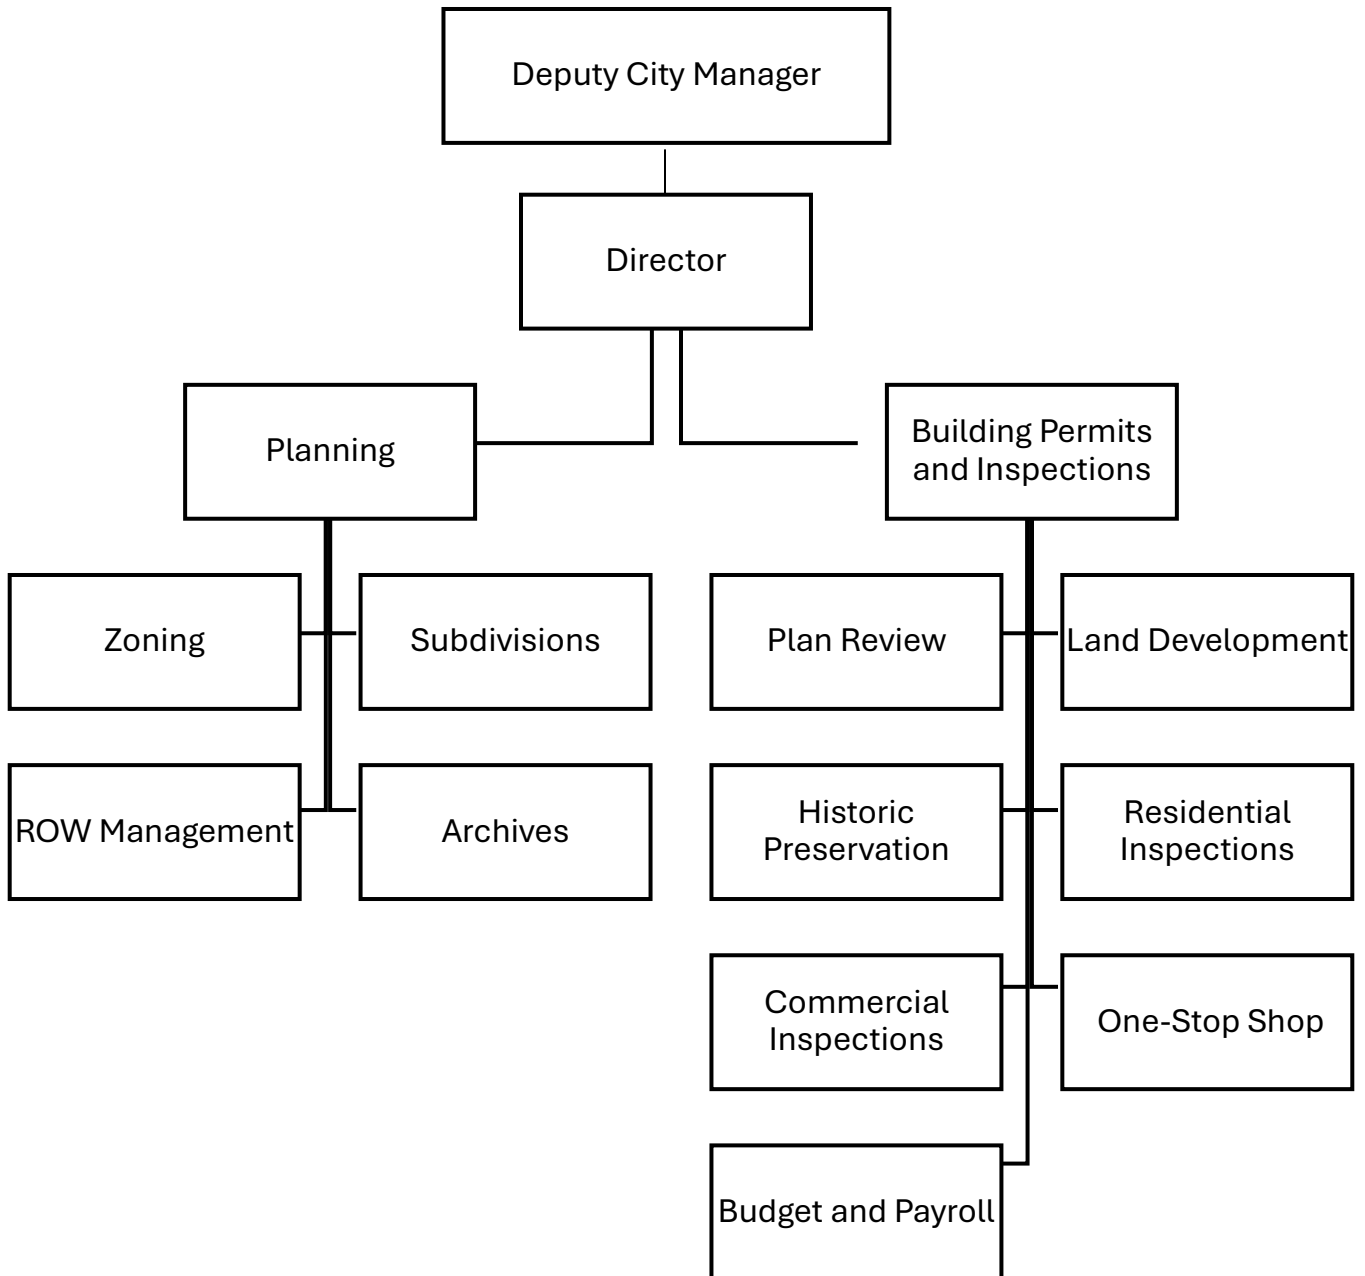 Deputy City Manager
Director
Planning
Building Permits
and Inspections
Zoning
Subdivisions
Plan Review
Land Development
ROW Management
Archives
Historic
Preservation
Residential
Inspections
Commercial
Inspections
One-Stop Shop
Budget and Payroll